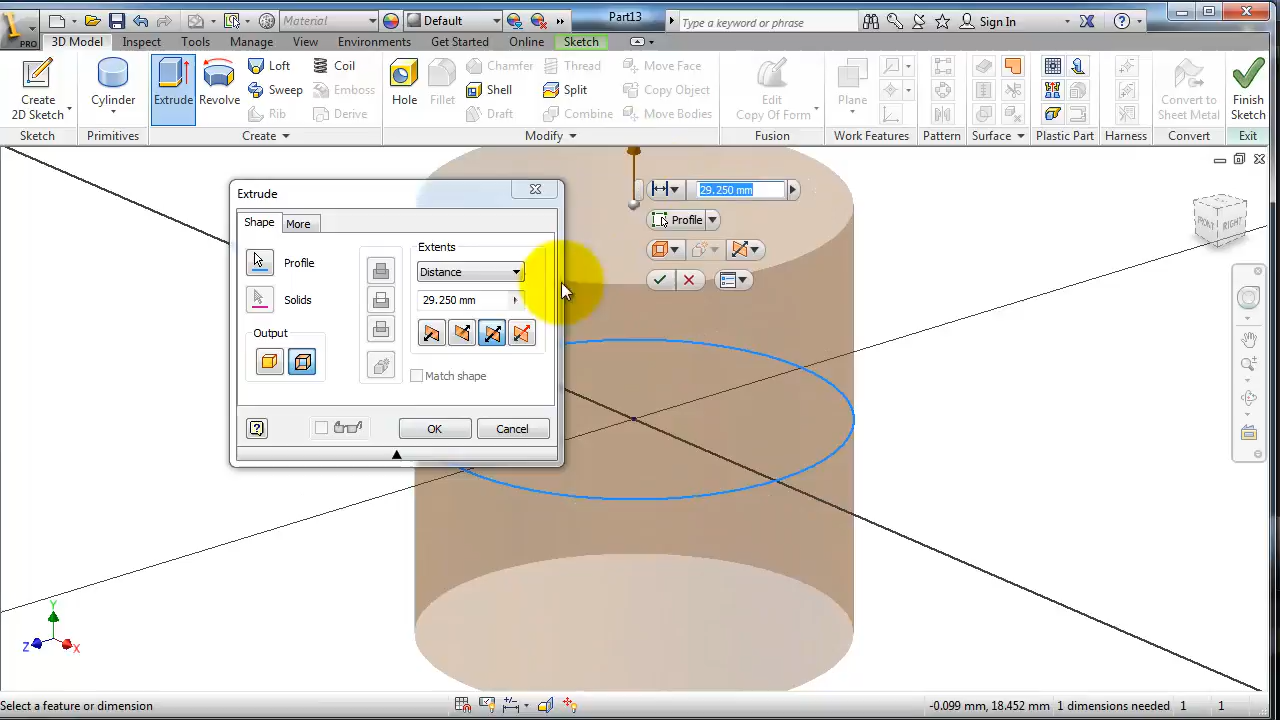 PRO
Material
Default
Part13
Type a keyword or phrase
Sign In
3D Model Inspect Tools Manage View Environments Get Started Online Sketch
Create
2D Sketch
Cylinder
Extrude
Revolve
Loft
Sweep
Rib
Coil
Emboss
Derive
Hole
Fillet
Chamfer
Shell
Draft
Thread
Split
Combine
Move Face
Copy Object
Move Bodies
Edit
Copy Of Form
Plane
Convert to
Sheet Metal
Finish
Sketch
Sketch Primitives Create Modify Fusion Work Features Pattern Surface Plastic Part Harness Convert Exit
Extrude
Shape More
Profile
Solids
Output
Extents
Distance
29.250 mm
Match shape
?
OK Cancel
29.250 mm
Profile
FRONT RIGHT
Y
Z X
Select a feature or dimension
-0.099 mm, 18.452 mm 1 dimensions needed 1 1